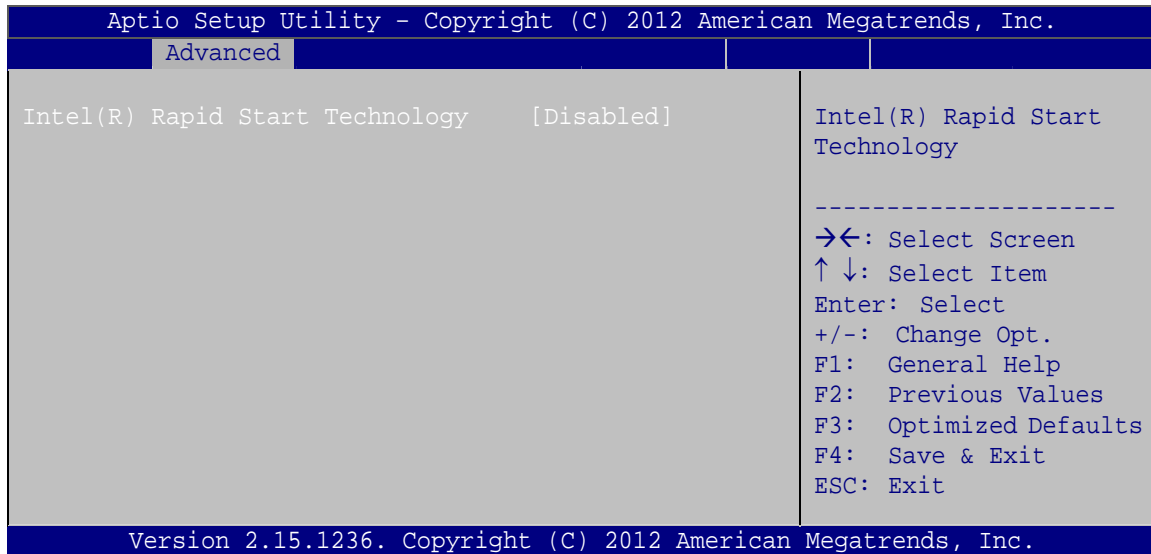 Aptio Setup Utility – Copyright (C) 2012 American Megatrends, Inc.
Advanced
Intel(R) Rapid Start Technology [Disabled]
Intel(R) Rapid Start
Technology
---------------------
→←: Select Screen
↑ ↓: Select Item
Enter: Select
+/-: Change Opt.
F1: General Help
F2: Previous Values
F3: Optimized Defaults
F4: Save & Exit
ESC: Exit
Version 2.15.1236. Copyright (C) 2012 American Megatrends, Inc.